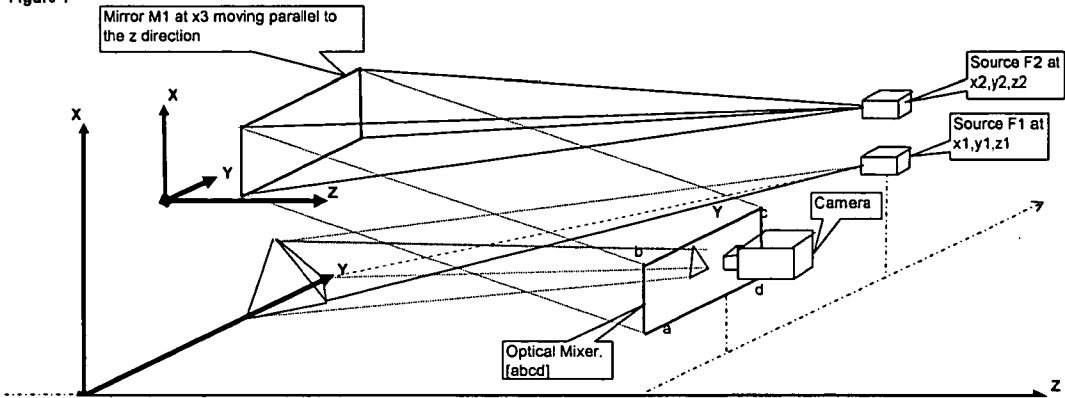 Figure 1
Mirror M1 at x3 moving parallel to
the z direction
Source F2 at
x2,y2,z2
Source F1 at
x1,y1,z1
Camera
X
X
Y
Z
Y
Y
b
c
d
a
Optical Mixer.
[abcd]
Z